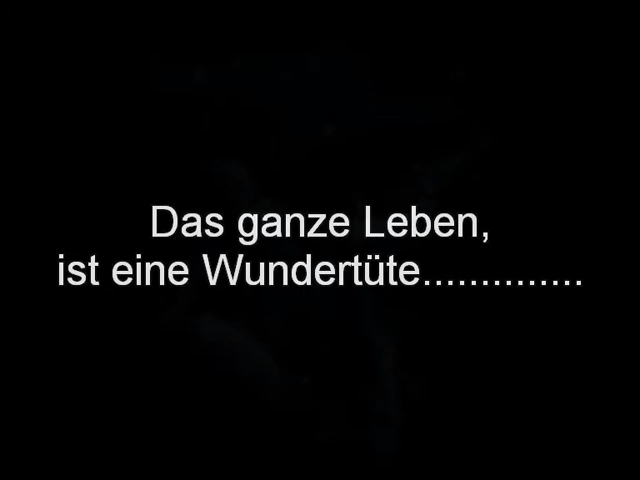 Das ganze Leben,
ist eine Wundertüte..............